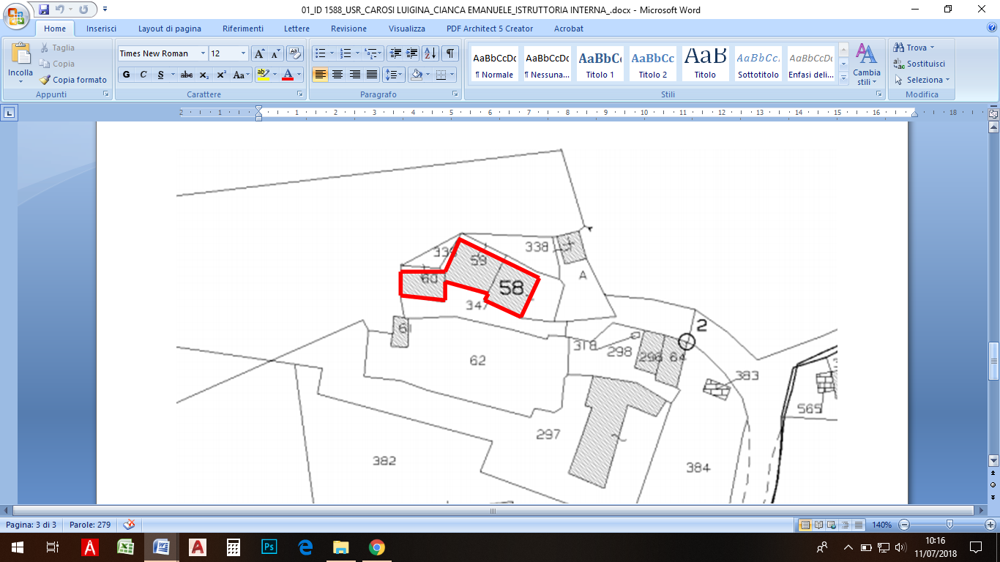 01_ID 1588_USR_CAROSI LUIGINA_CIANCA EMANUELE_ISTRUTTORIA INTERNA_.docx - Microsoft Word
Home Inserisci Layout di pagina Riferimenti Lettere Revisione Visualizza PDF Architect 5 Creator Acrobat
Incolla
Taglia
Copia
Copia formato
Appunti
Times New Roman 12
G C S abc X₂ X² Aa
Carattere
Paragrafo
AaBbCcDc AaBbCcDc AaBbC AaBbCc AaB AaBbCc AaBbCcDc
¶ Normale ¶ Nessuna... Titolo 1 Titolo 2 Titolo Sottotitolo Enfasi deli...
Stili
Cambia
stili
Trova
Sostituisci
Seleziona
Modifica
2 1 1 2 3 4 5 6 7 8 9 10 11 12 13 14 15 16 18
338
59
A
60
58
347
2
61
318
298
296
64
62
383
565
297
382
384
Pagina: 3 di 3 Parole: 279 140%
10:16
11/07/2018